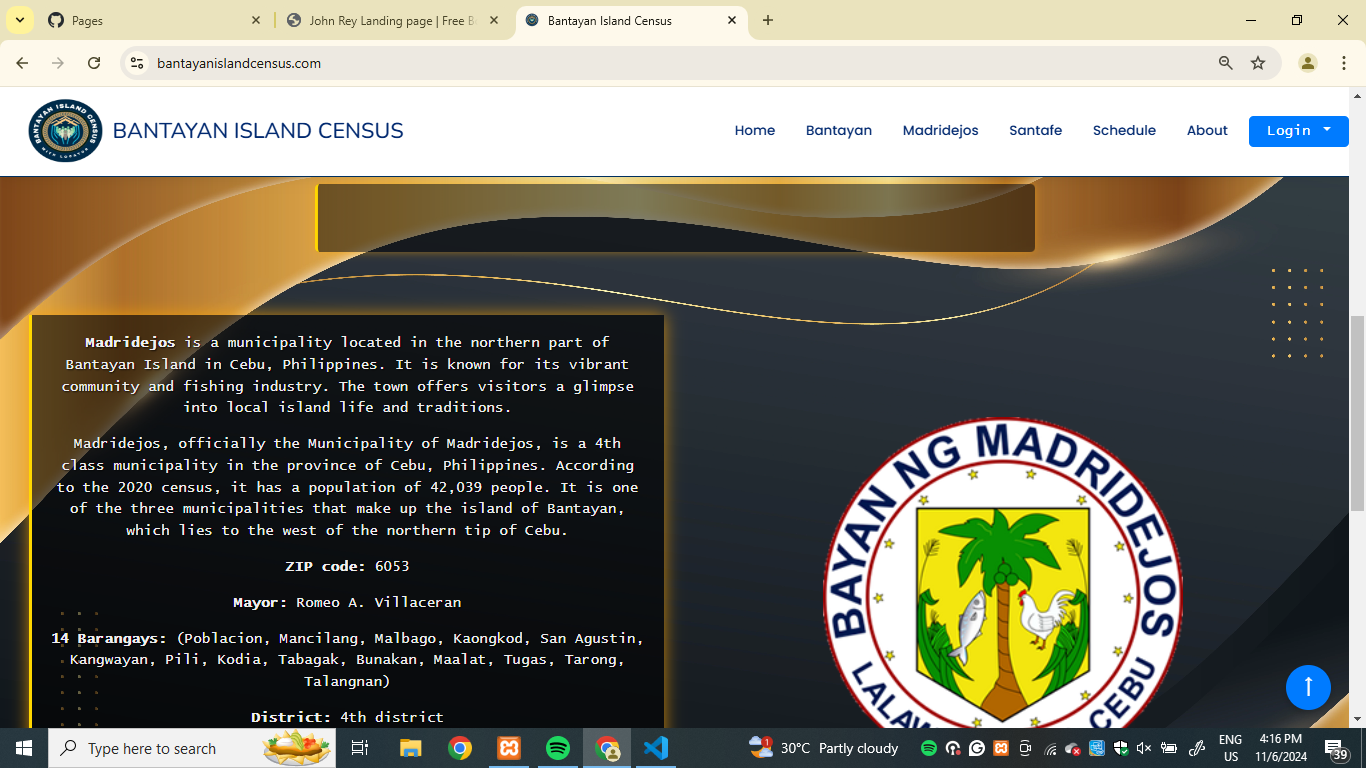 Pages
John Rey Landing page | Free B
Bantayan Island Census
bantayanislandcensus.com
BANTAYAN ISLAND CENSUS
BANTAYAN ISLAND CENSUS
Home
Bantayan
Madridejos
Santafe
Schedule
About
Login
Madridejos is a municipality located in the northern part of
Bantayan Island in Cebu, Philippines. It is known for its vibrant
community and fishing industry. The town offers visitors a glimpse
into local island life and traditions.
Madridejos, officially the Municipality of Madridejos, is a 4th
class municipality in the province of Cebu, Philippines. According
to the 2020 census, it has a population of 42,039 people. It is one
of the three municipalities that make up the island of Bantayan,
which lies to the west of the northern tip of Cebu.
ZIP code: 6053
Mayor: Romeo A. Villaceran
14 Barangays: (Poblacion, Mancilang, Malbago, Kaongkod, San Agustin,
Kangwayan, Pili, Kodia, Tabagak, Bunakan, Maalat, Tugas, Tarong,
Talangnan)
District: 4th district
BAYAN NG MADRIDEJOS
CEBU
Type here to search
1
30°C Partly cloudy
ENG
US
4:16 PM
11/6/2024
39